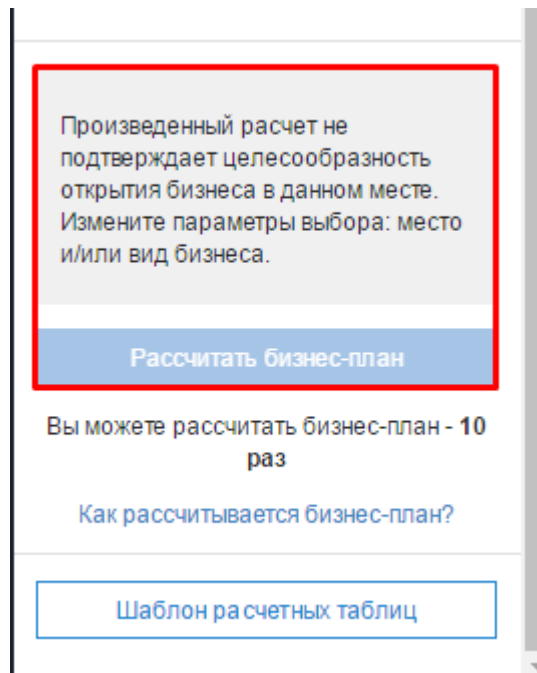 Произведенный расчет не
подтверждает целесообразность
открытия бизнеса в данном месте.
Измените параметры выбора: место
и/или вид бизнеса.
Рассчитать бизнес-план
Вы можете рассчитать бизнес-план - 10
раз
Как рассчитывается бизнес-план?
Шаблон расчетных таблиц